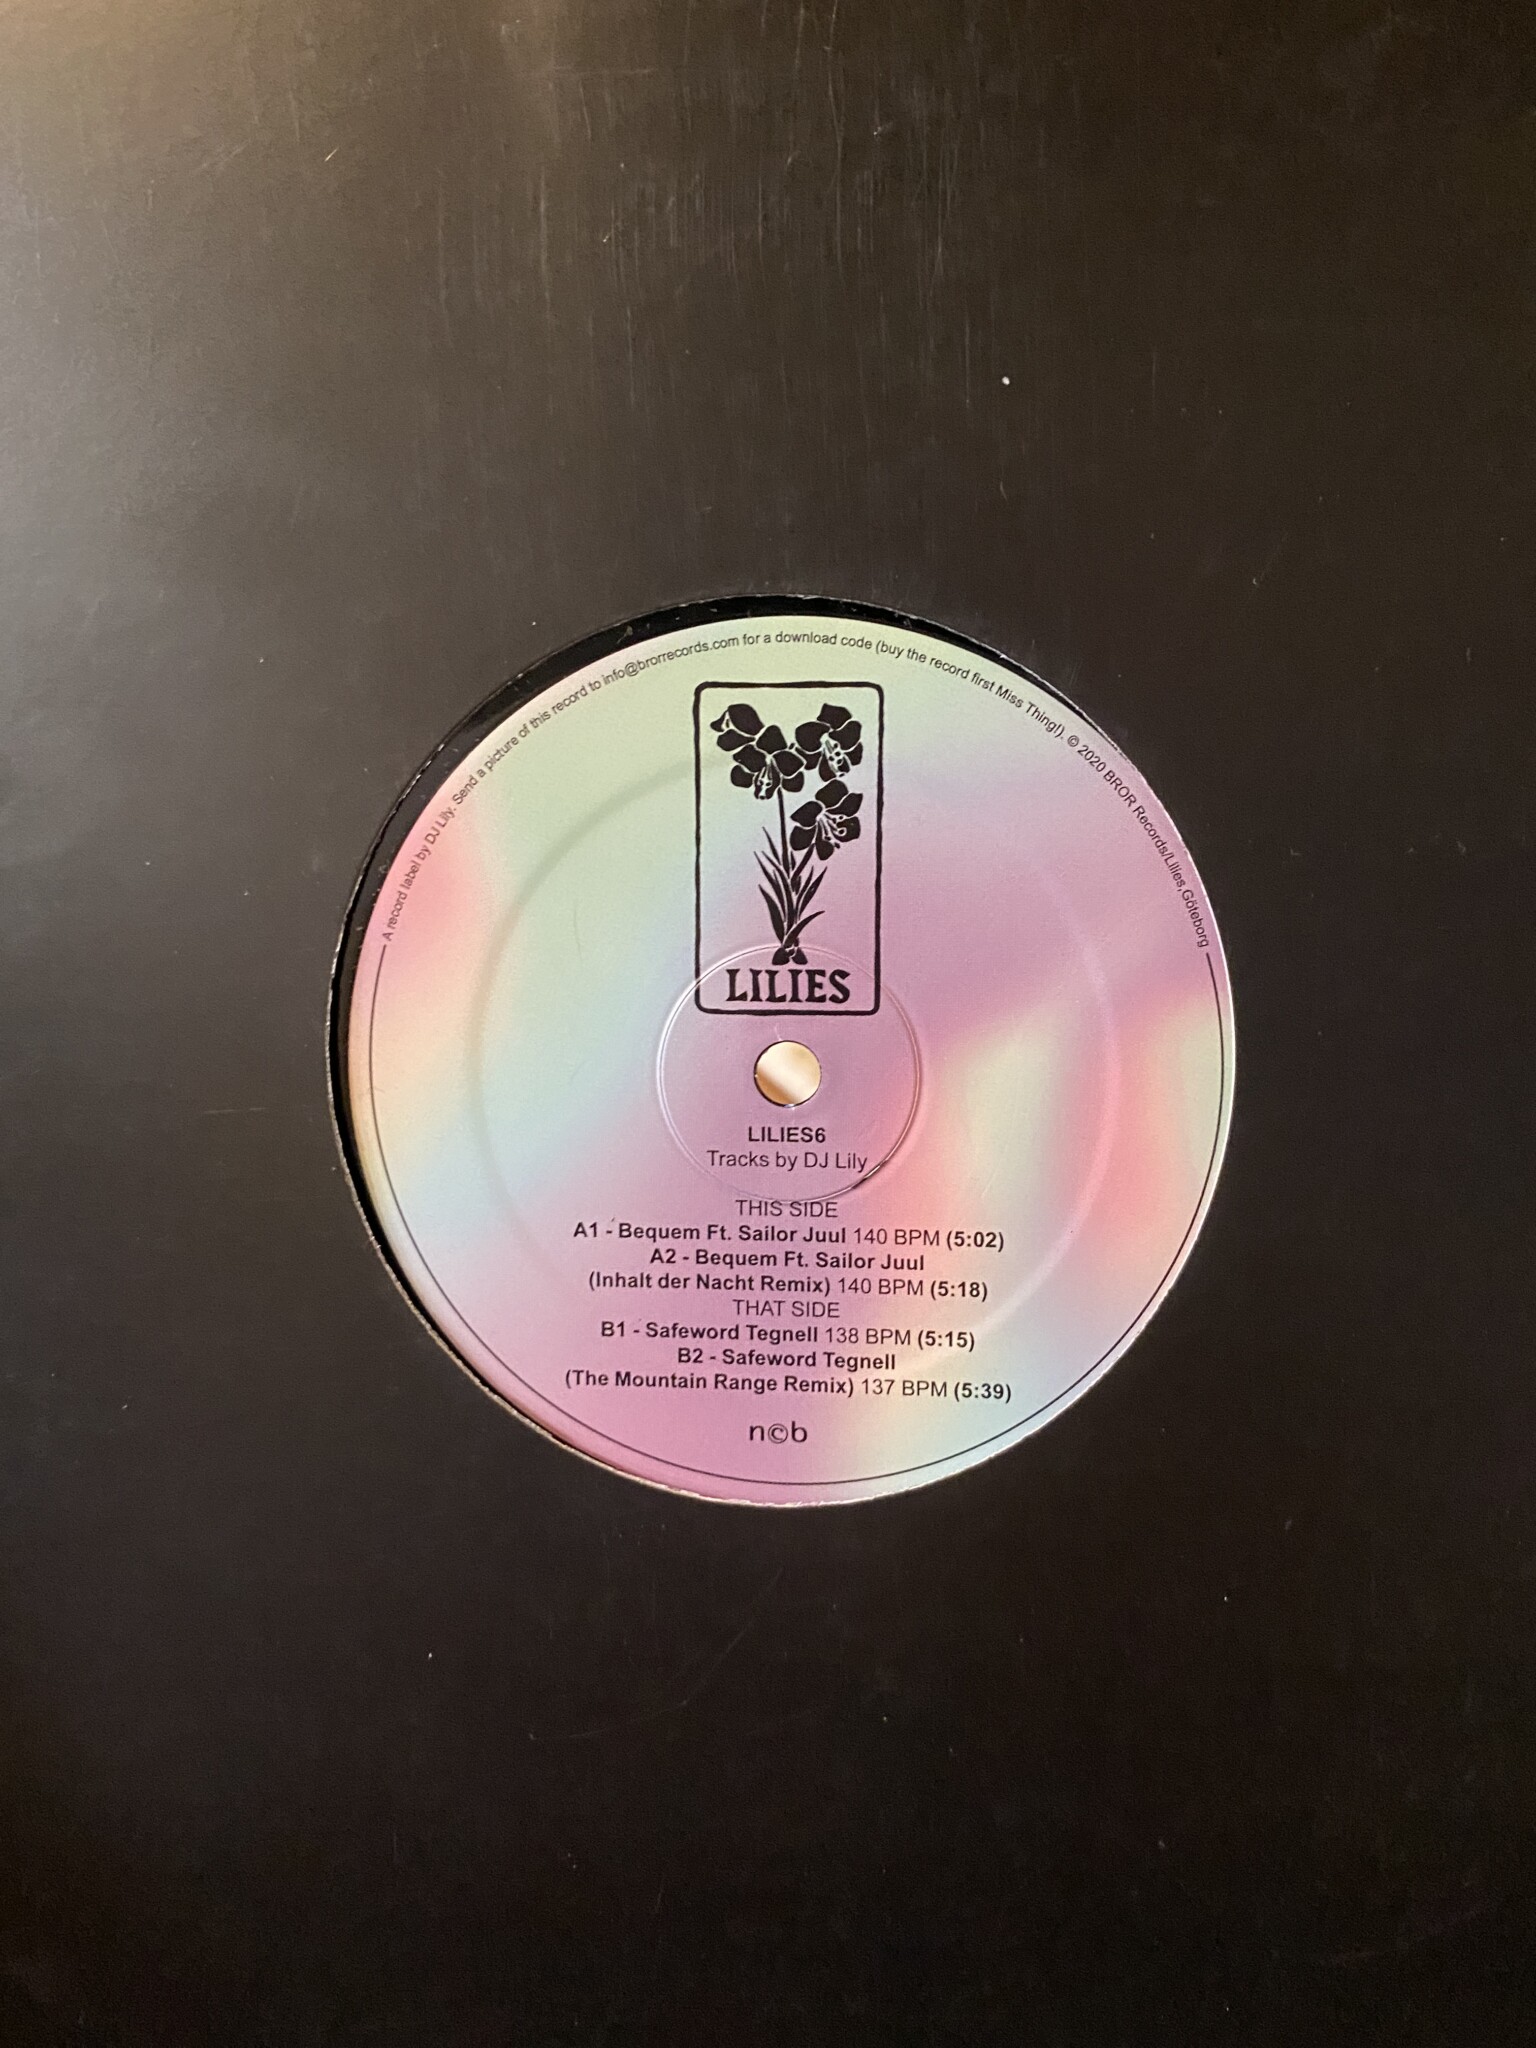 A record label by DJ Lily. Send a picture of this record to info@brorrecords.com for a download code (buy the record first Miss Thing!). © 2020 BROR Records/Lilies,Göteborg
LILIES
LILIES6
Tracks by DJ Lily
THIS SIDE
A1 - Bequem Ft. Sailor Juul 140 BPM (5:02)
A2 - Bequem Ft. Sailor Juul
(Inhalt der Nacht Remix) 140 BPM (5:18)
THAT SIDE
B1 - Safeword Tegnell 138 BPM (5:15)
B2 - Safeword Tegnell
(The Mountain Range Remix) 137 BPM (5:39)
n©b